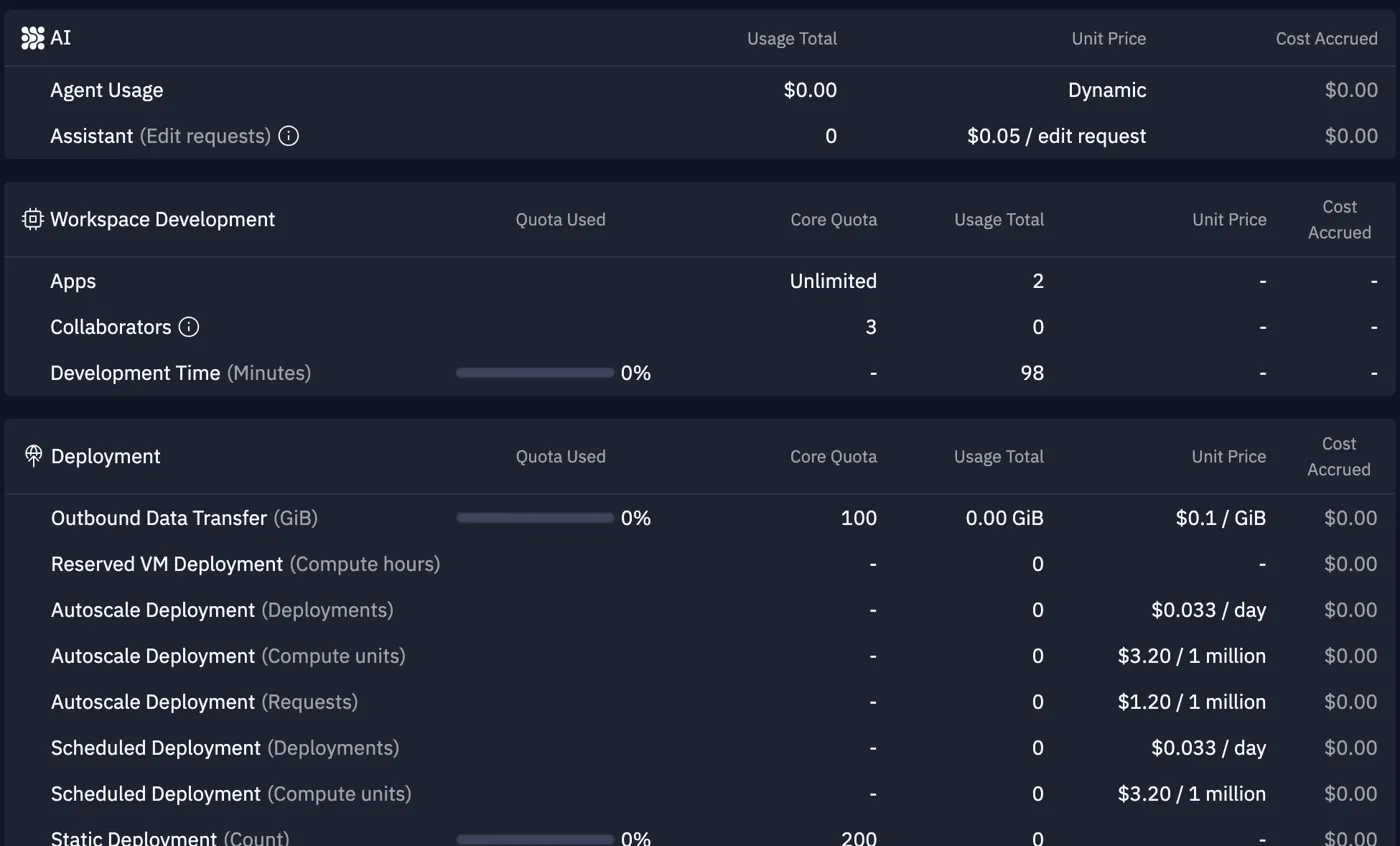 AI Usage Total Unit Price Cost Accrued
Agent Usage $0.00 Dynamic $0.00
Assistant (Edit requests) 0 $0.05 / edit request $0.00
Workspace Development Quota Used Core Quota Usage Total Unit Price Cost Accrued
Apps Unlimited 2 - -
Collaborators 3 0 - -
Development Time (Minutes) 0% - 98 - -
Deployment Quota Used Core Quota Usage Total Unit Price Cost Accrued
Outbound Data Transfer (GiB) 0% 100 0.00 GiB $0.1 / GiB $0.00
Reserved VM Deployment (Compute hours) - 0 - $0.00
Autoscale Deployment (Deployments) - 0 $0.033 / day $0.00
Autoscale Deployment (Compute units) - 0 $3.20 / 1 million $0.00
Autoscale Deployment (Requests) - 0 $1.20 / 1 million $0.00
Scheduled Deployment (Deployments) - 0 $0.033 / day $0.00
Scheduled Deployment (Compute units) - 0 $3.20 / 1 million $0.00
Static Deployment (Count) 0% 200 0 - $0.00